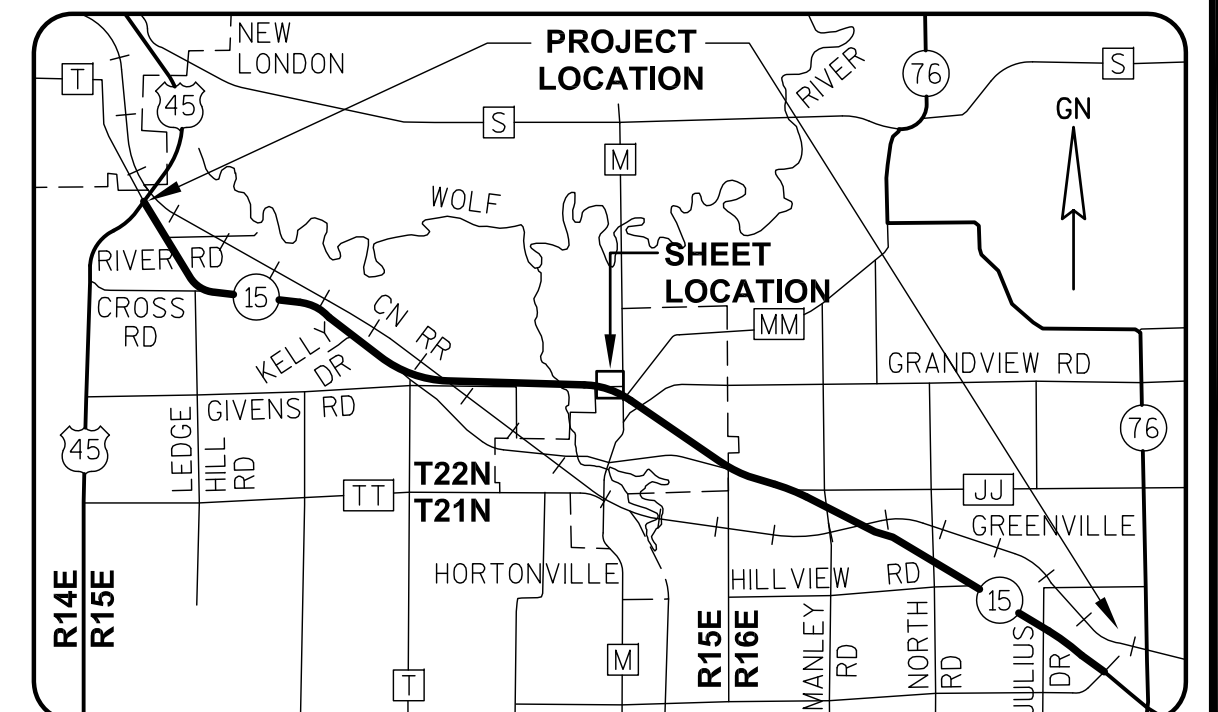 NEW
LONDON
PROJECT
LOCATION
RIVER
76
S
T
45
GN
S
M
WOLF
SHEET
LOCATION
RIVER RD
15
CROSS
RD
CN RR
MM
KELLY
DR
GRANDVIEW RD
GIVENS RD
LEDGE
HILL
RD
45
76
T22N
T21N
TT
JJ
GREENVILLE
HORTONVILLE
HILLVIEW RD
R14E
R15E
15
R15E
R16E
MANLEY
RD
NORTH
RD
JULIUS
DR
M
T